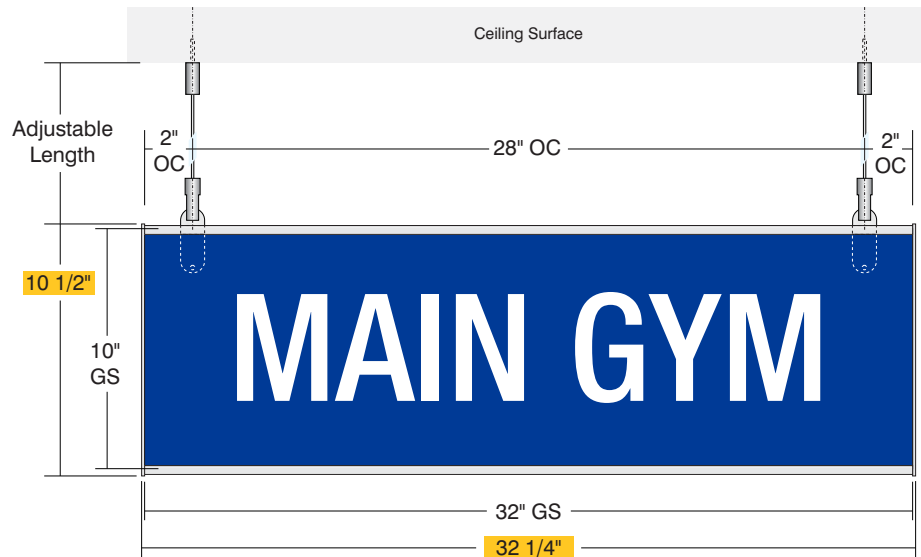 Ceiling Surface
Adjustable
Length
2"
OC
28" OC
2"
OC
10 1/2"
10"
GS
MAIN GYM
32" GS
32 1/4"